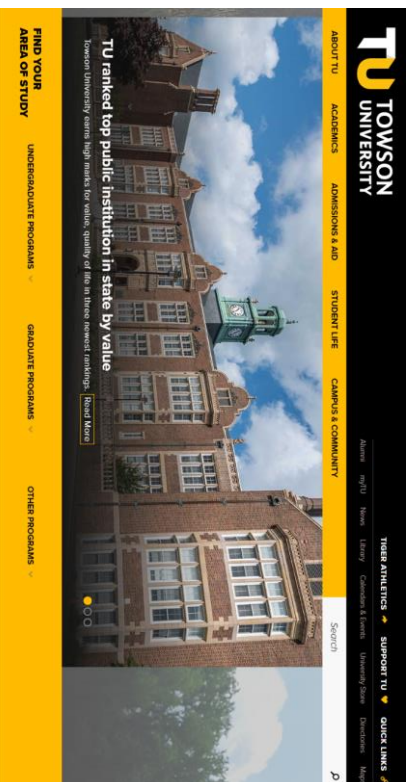 TU TOWSON
UNIVERSITY
TIGER ATHLETICS SUPPORT TU QUICK LINKS
Alumni myTU News Library Calendars & Events University Store Directories Maps
ABOUT TU ACADEMICS ADMISSIONS & AID STUDENT LIFE CAMPUS & COMMUNITY Search
TU ranked top public institution in state by value
Towson University earns high marks for value, quality of life in three newest rankings. Read More
FIND YOUR
AREA OF STUDY
UNDERGRADUATE PROGRAMS GRADUATE PROGRAMS OTHER PROGRAMS